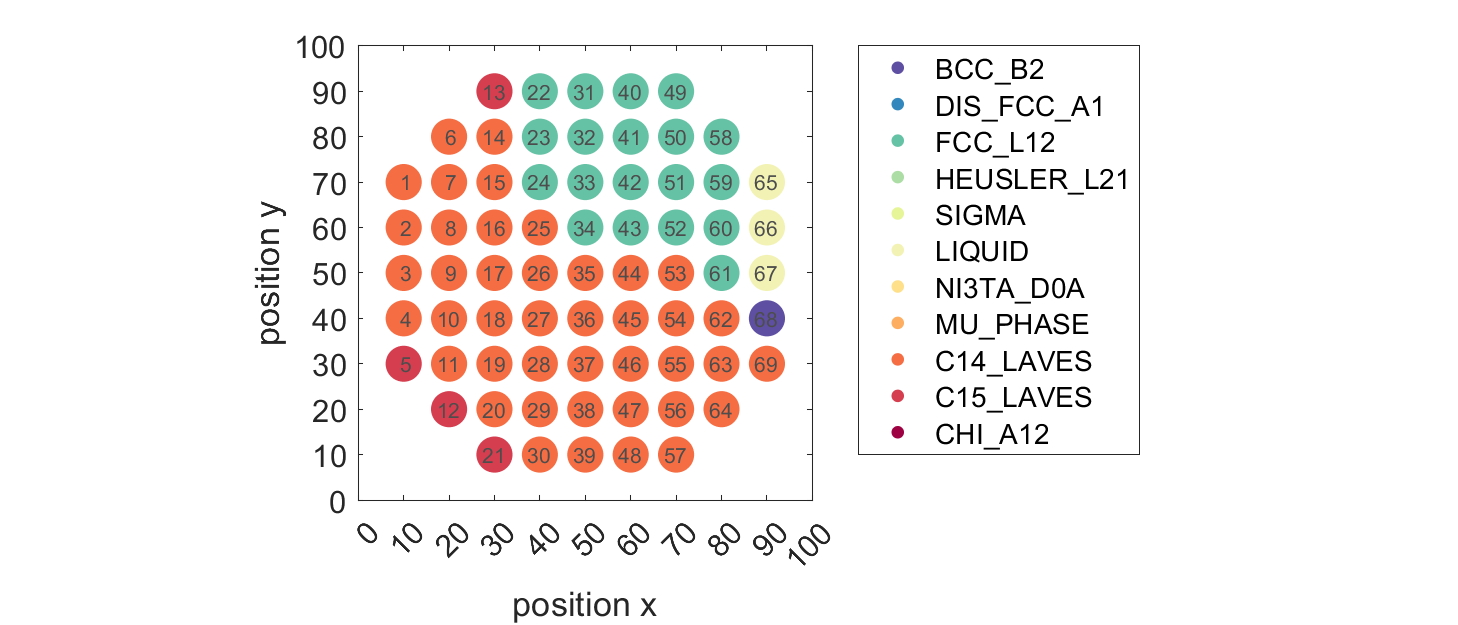 100
90
80
70
60
50
40
30
20
10
0
position y
13 22 31 40 49
6 14 23 32 41 50 58
1 7 15 24 33 42 51 59 65
2 8 16 25 34 43 52 60 66
3 9 17 26 35 44 53 61 67
4 10 18 27 36 45 54 62 68
5 11 19 28 37 46 55 63 69
12 20 29 38 47 56 64
21 30 39 48 57
0 10 20 30 40 50 60 70 80 90 100
position x
BCC_B2
DIS_FCC_A1
FCC_L12
HEUSLER_L21
SIGMA
LIQUID
NI3TA_D0A
MU_PHASE
C14_LAVES
C15_LAVES
CHI_A12